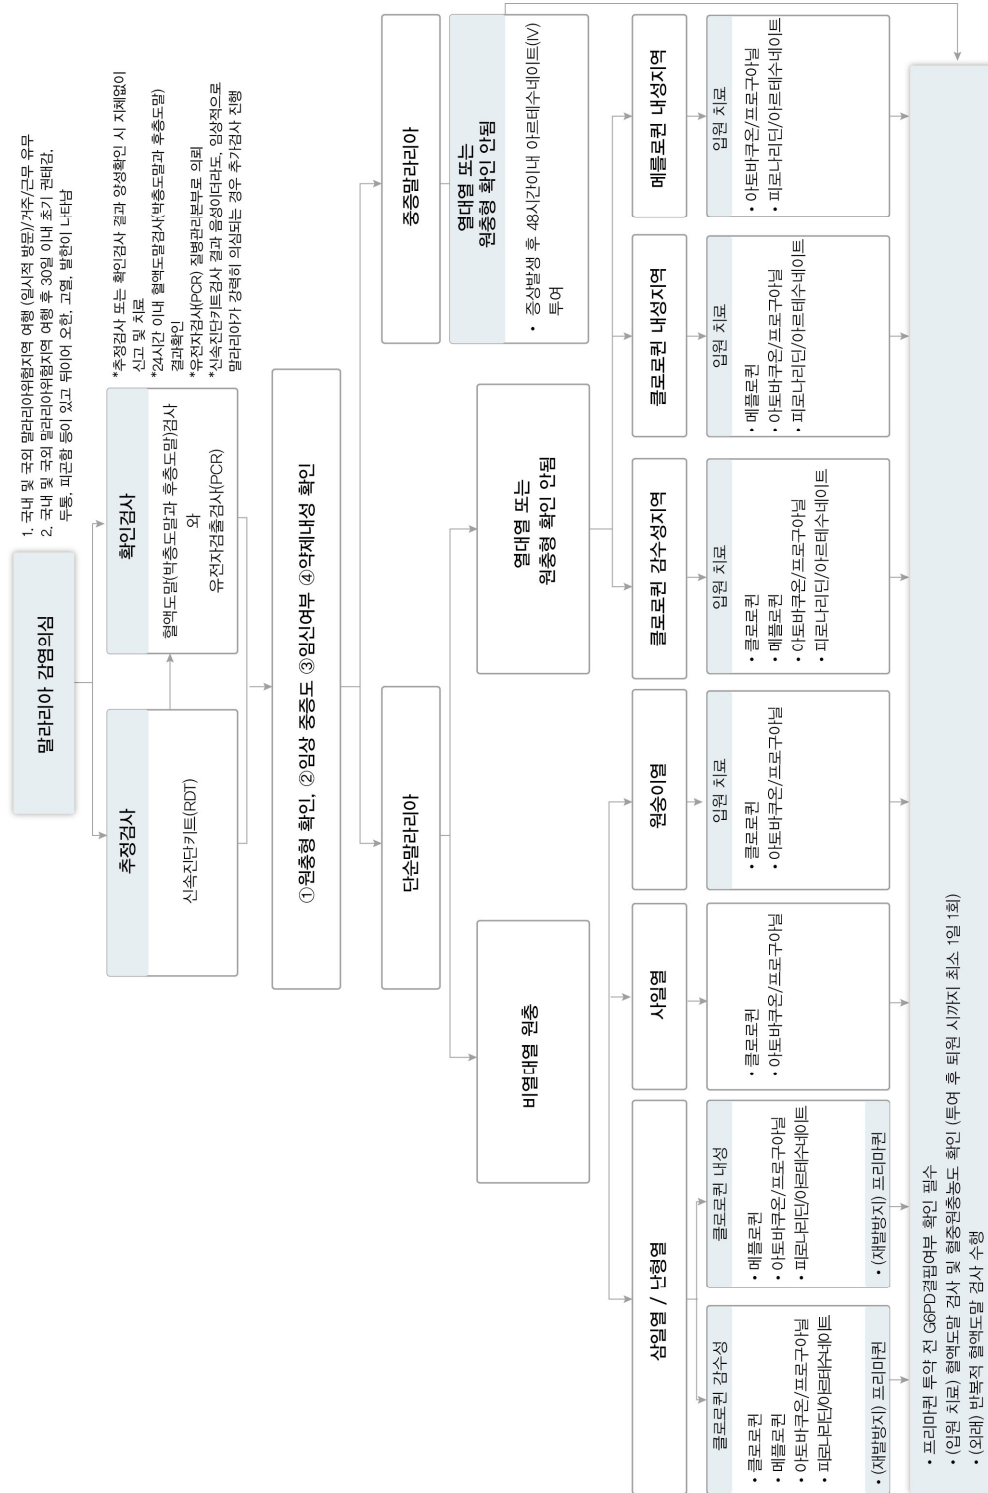 말라리아 감염의심
1. 국내 및 국외 말라리아위험지역 여행 (일시적 방문)/거주/근무 유무
2. 국내 및 국외 말라리아위험지역 여행 후 30일 이내 초기 권태감,
두통, 피곤함 등이 있고 뒤이어 오한, 고열, 발한이 나타남
추정검사
신속진단키트(RDT)
확인검사
혈액도말(박층도말과 후층도말)검사
와
유전자검출검사(PCR)
*추정검사 또는 확인검사 결과 양성확인 시 지체없이
신고 및 치료
*24시간 이내 혈액도말검사(박층도말과 후층도말)
결과확인
*유전자검사(PCR) 질병관리본부로 의뢰
*신속진단키트검사 결과 음성이더라도, 임상적으로
말라리아가 강력히 의심되는 경우 추가검사 진행
①원충형 확인, ②임상 중증도 ③임신여부 ④약제내성 확인
단순말라리아
중증말라리아
비열대열 원충
열대열 또는
원충형 확인 안됨
열대열 또는
원충형 확인 안됨
• 증상발생 후 48시간이내 아르테수네이트(IV)
투여
삼일열 / 난형열
사일열
원숭이열
클로로퀸 감수성지역
클로로퀸 내성지역
메플로퀸 내성지역
클로로퀸 감수성
• 클로로퀸
• 메플로퀸
• 아토바쿠온/프로구아닐
• 피로나리딘/아르테수네이트
• (재발방지) 프리마퀸
클로로퀸 내성
• 메플로퀸
• 아토바쿠온/프로구아닐
• 피로나리딘/아르테수네이트
• (재발방지) 프리마퀸
• 클로로퀸
• 아토바쿠온/프로구아닐
입원 치료
• 클로로퀸
• 아토바쿠온/프로구아닐
입원 치료
• 클로로퀸
• 메플로퀸
• 아토바쿠온/프로구아닐
• 피로나리딘/아르테수네이트
입원 치료
• 메플로퀸
• 아토바쿠온/프로구아닐
• 피로나리딘/아르테수네이트
입원 치료
• 아토바쿠온/프로구아닐
• 피로나리딘/아르테수네이트
• 프리마퀸 투약 전 G6PD결핍여부 확인 필수
• (입원 치료) 혈액도말 검사 및 혈중원충농도 확인 (투여 후 퇴원 시까지 최소 1일 1회)
• (외래) 반복적 혈액도말 검사 수행